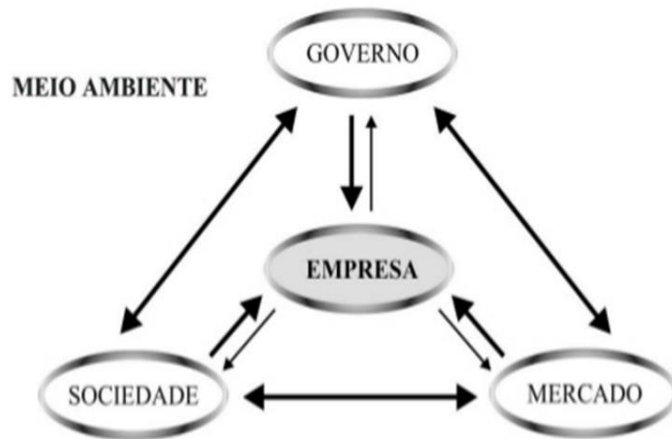 GOVERNO
MEIO AMBIENTE
EMPRESA
SOCIEDADE
MERCADO